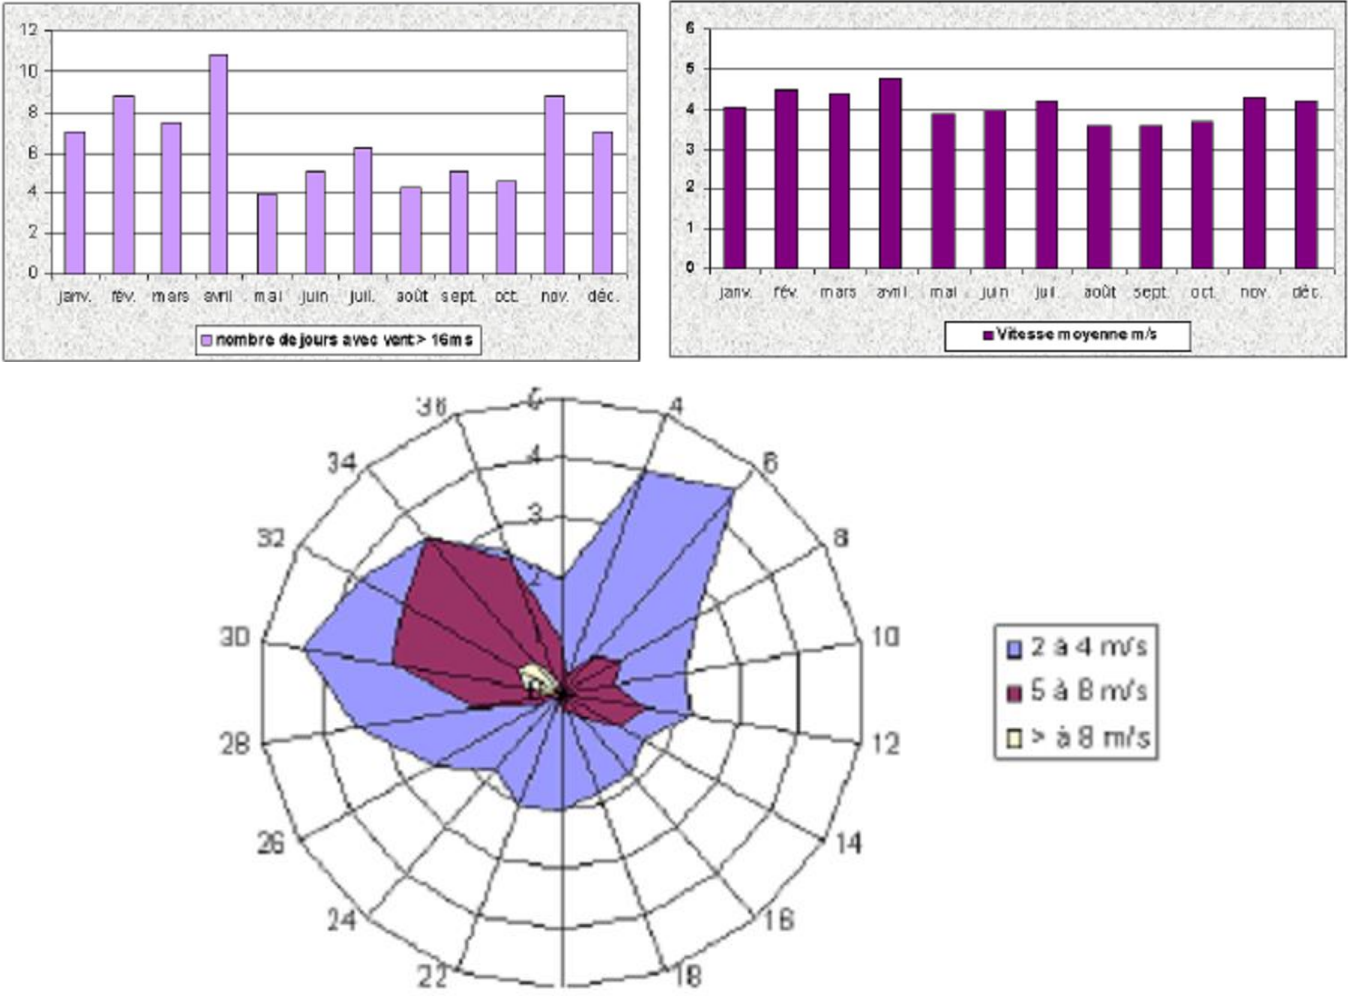 12
10
8
6
4
2
0
janv. fév. mars avril mai juin juil. août sept. oct. nov. déc.
nombre de jours avec vent > 16ms
6
5
4
3
2
1
0
janv. fév. mars avril mai juin juil. août sept. oct. nov. déc.
Vitesse moyenne m/s
36 4
34 4 6
32 3 8
2
30 10
28 12
26 14
24 16
22 18
2 à 4 m/s
5 à 8 m/s
> à 8 m/s